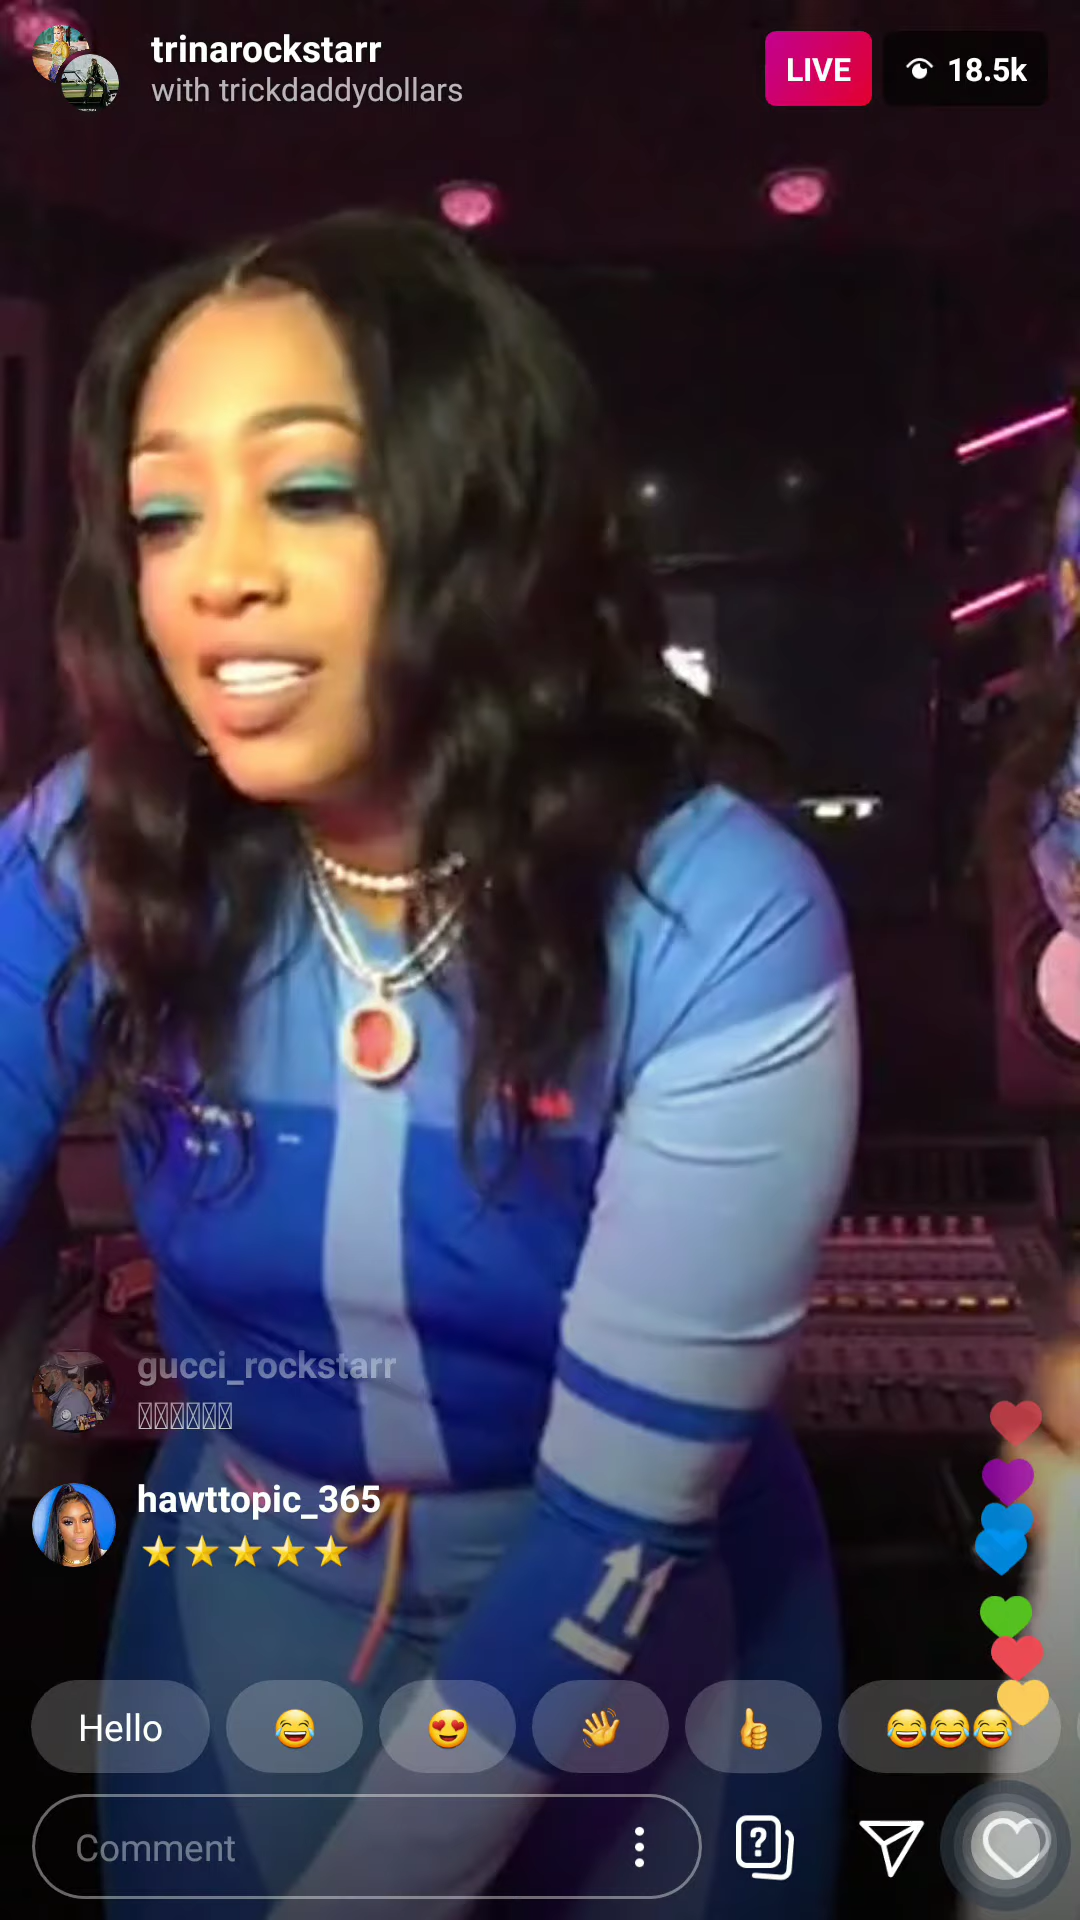 trinarockstarr
with trickdaddydollars
LIVE
18.5k
gucci_rockstarr
hawttopic_365
Hello
Comment